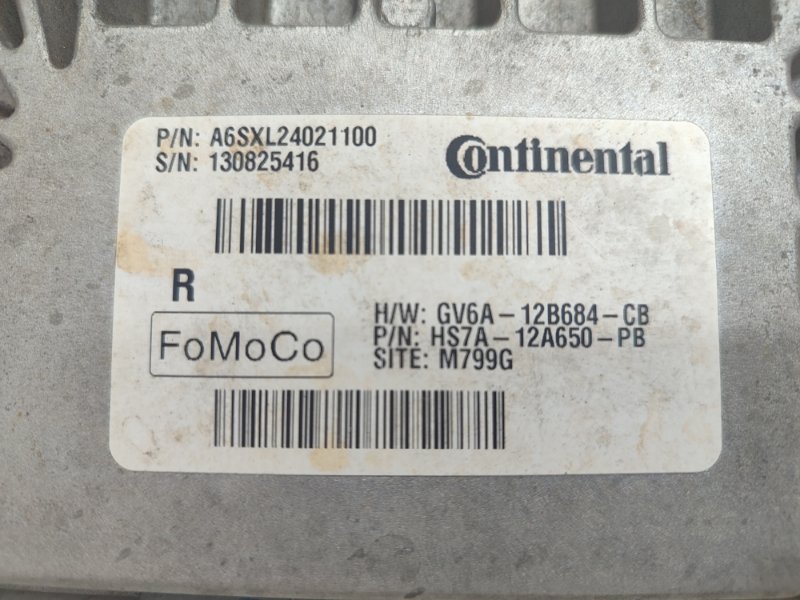 P/N: A6SXL24021100
S/N: 130825416
Continental
R
FoMoCo
H/W: GV6A-12B684-CB
P/N: HS7A-12A650-PB
SITE: M799G